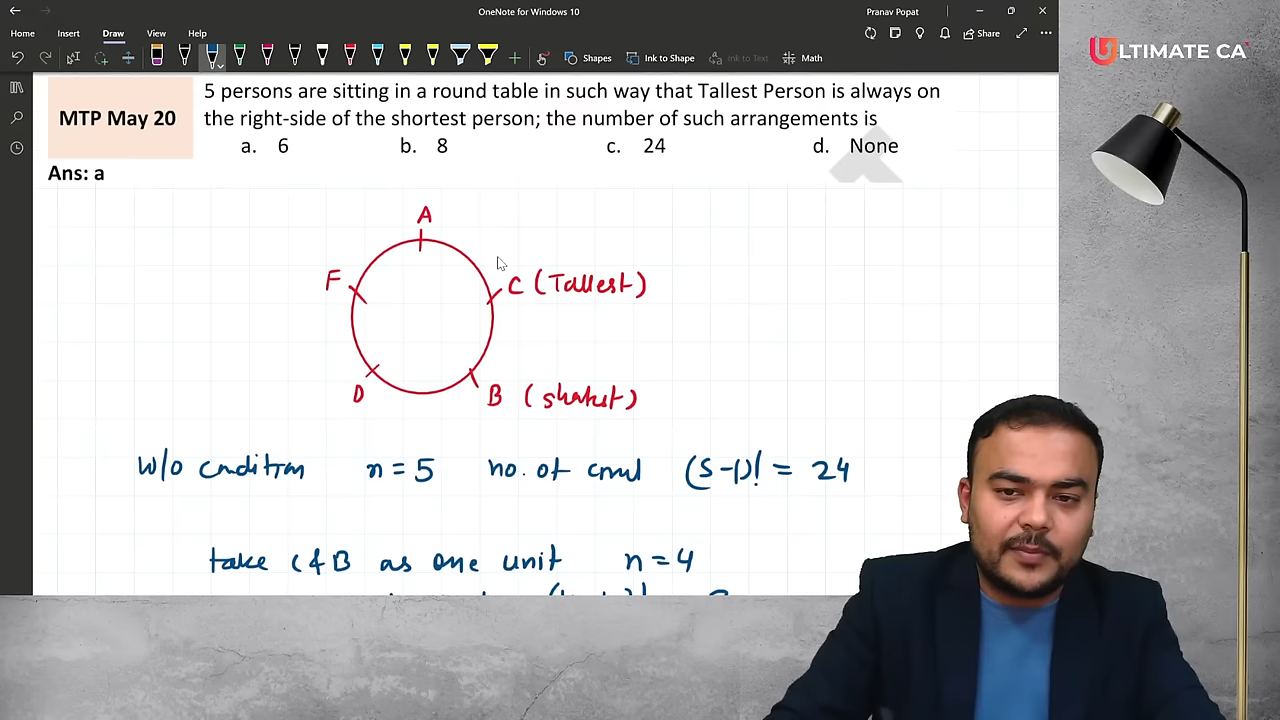 OneNote for Windows 10
Pranav Popat
Home Insert Draw View Help
Share
Shapes
Ink to Shape
Ink to Text
Math
ULTIMATE CA
MTP May 20
5 persons are sitting in a round table in such way that Tallest Person is always on
the right-side of the shortest person; the number of such arrangements is
a. 6 b. 8 c. 24 d. None
Ans: a
A
F
C (Tallest)
D
B (shortest)
w/o condition n = 5 no. of (5-1)! = 24
take C & B as one unit n = 4